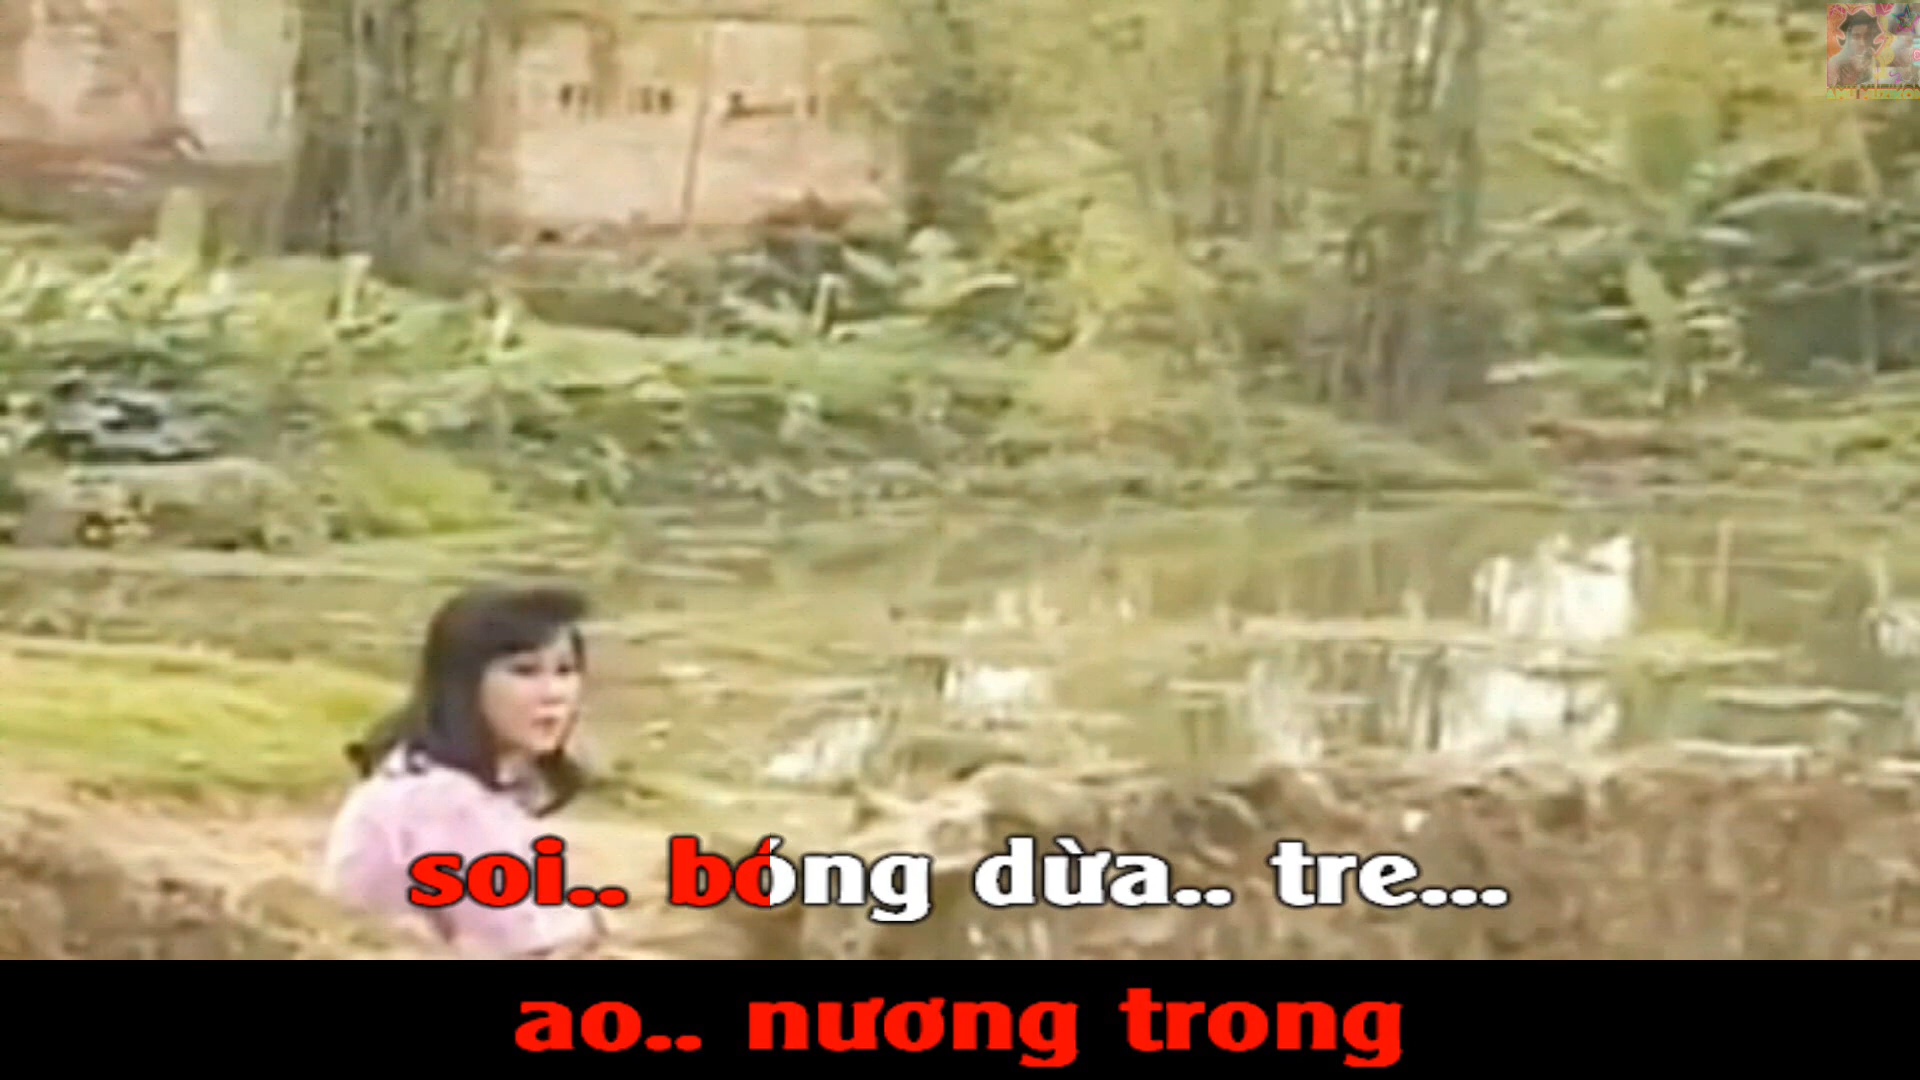 soi.. bóng dừa.. tre...
ao.. nương trong